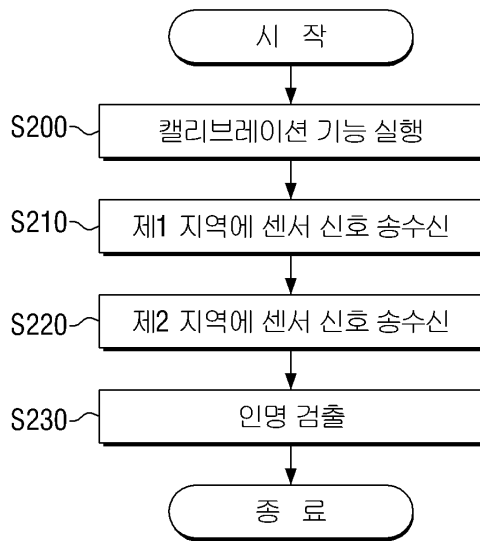 시 작
S200
캘리브레이션 기능 실행
S210
제1 지역에 센서 신호 송수신
S220
제2 지역에 센서 신호 송수신
S230
인명 검출
종 료